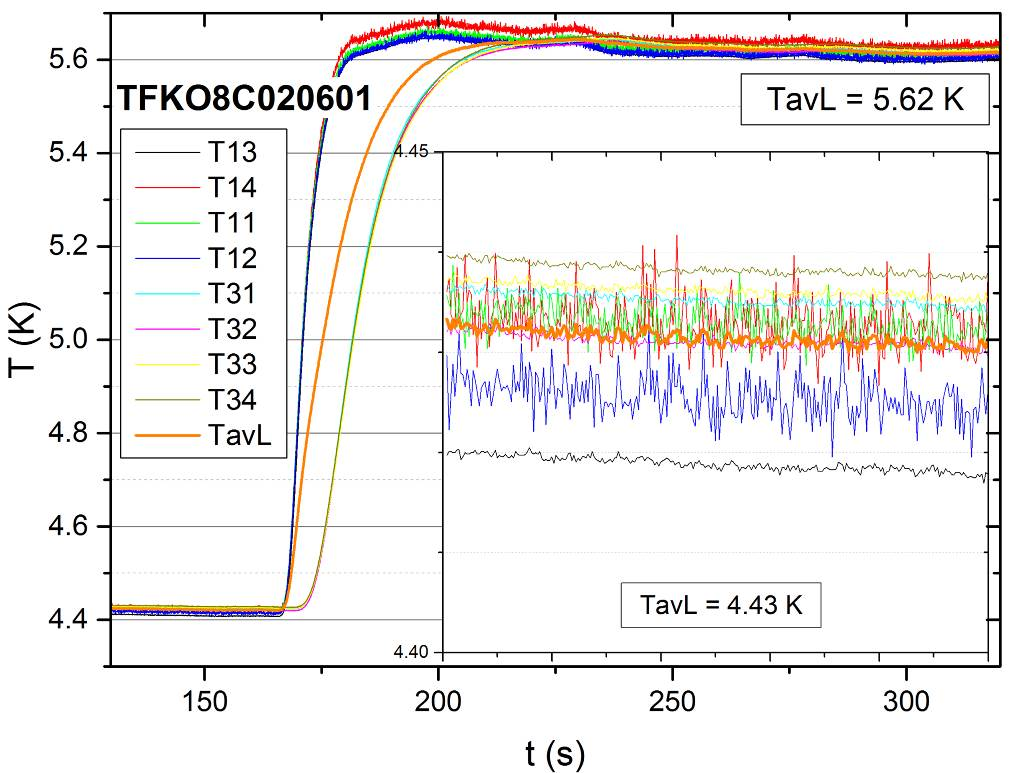 5.6
5.4
5.2
5.0
4.8
4.6
4.4
T (K)
TFKO8C020601
TavL = 5.62 K
T13
T14
T11
T12
T31
T32
T33
T34
TavL
4.45
TavL = 4.43 K
4.40
150
200
250
300
t (s)